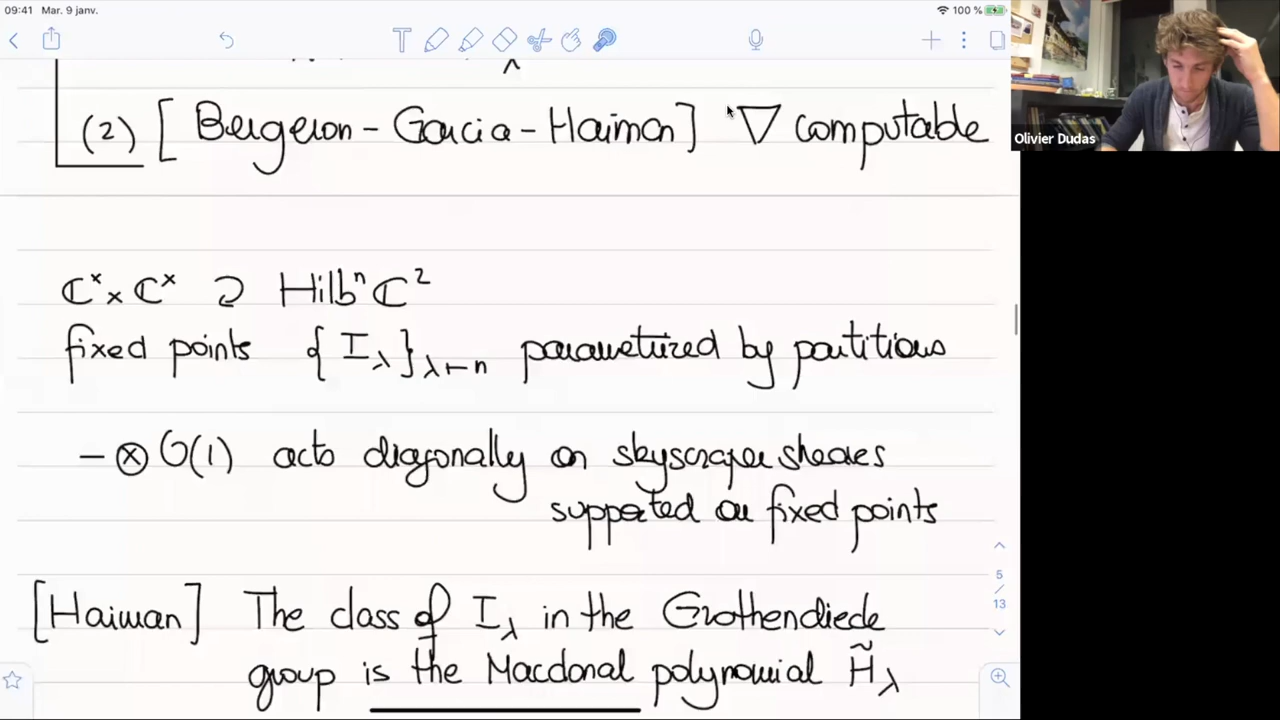 09:41 Mar. 9 janv.
100 %
Olivier Dudas
(2) [ Bergeron - Garcia - Haiman ] ∇ computable
ℂ^× × ℂ^× ⊃ Hilb^n ℂ^2
fixed points { I_λ }_{λ⊢n} parametrized by partitions
- ⊗ O(1) acts diagonally on skyscraper sheaves
supported on fixed points
[Haiman] The class of I_λ in the Grothendieck
group is the Macdonal polynomial H̃_λ
5
/
13